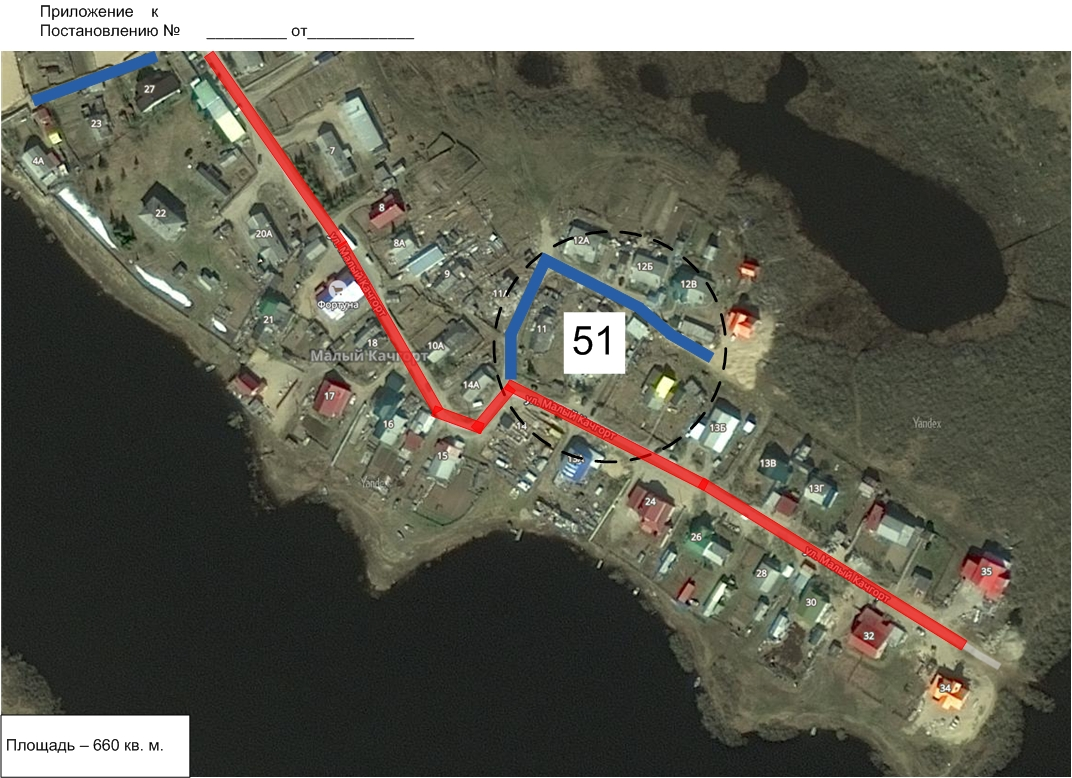 Приложение к
Постановлению № _________ от____________
27
23
4А
7
22
8
20А
8А
12А
ул. Малый Качгорт
9
12Б
12В
Фортуна
11
21
51
18
10А
Малый Качгорт
14А
17
ул. Малый Качгорт
16
14
13Б
Yandex
15
13В
Yandex
13Г
24
26
ул. Малый Качгорт
28
35
30
32
34
Площадь – 660 кв. м.